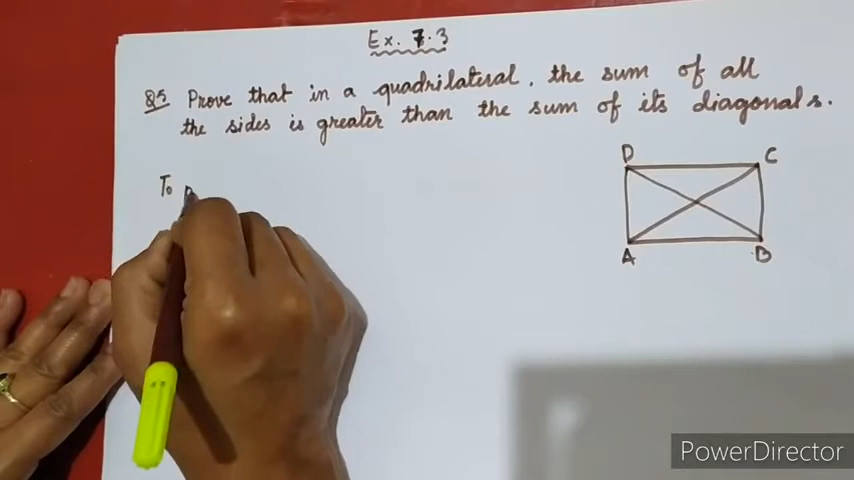 Ex. 7.3
Q5 Prove that in a quadrilateral, the sum of all
the sides is greater than the sum of its diagonals.
D C
To
A B
PowerDirector